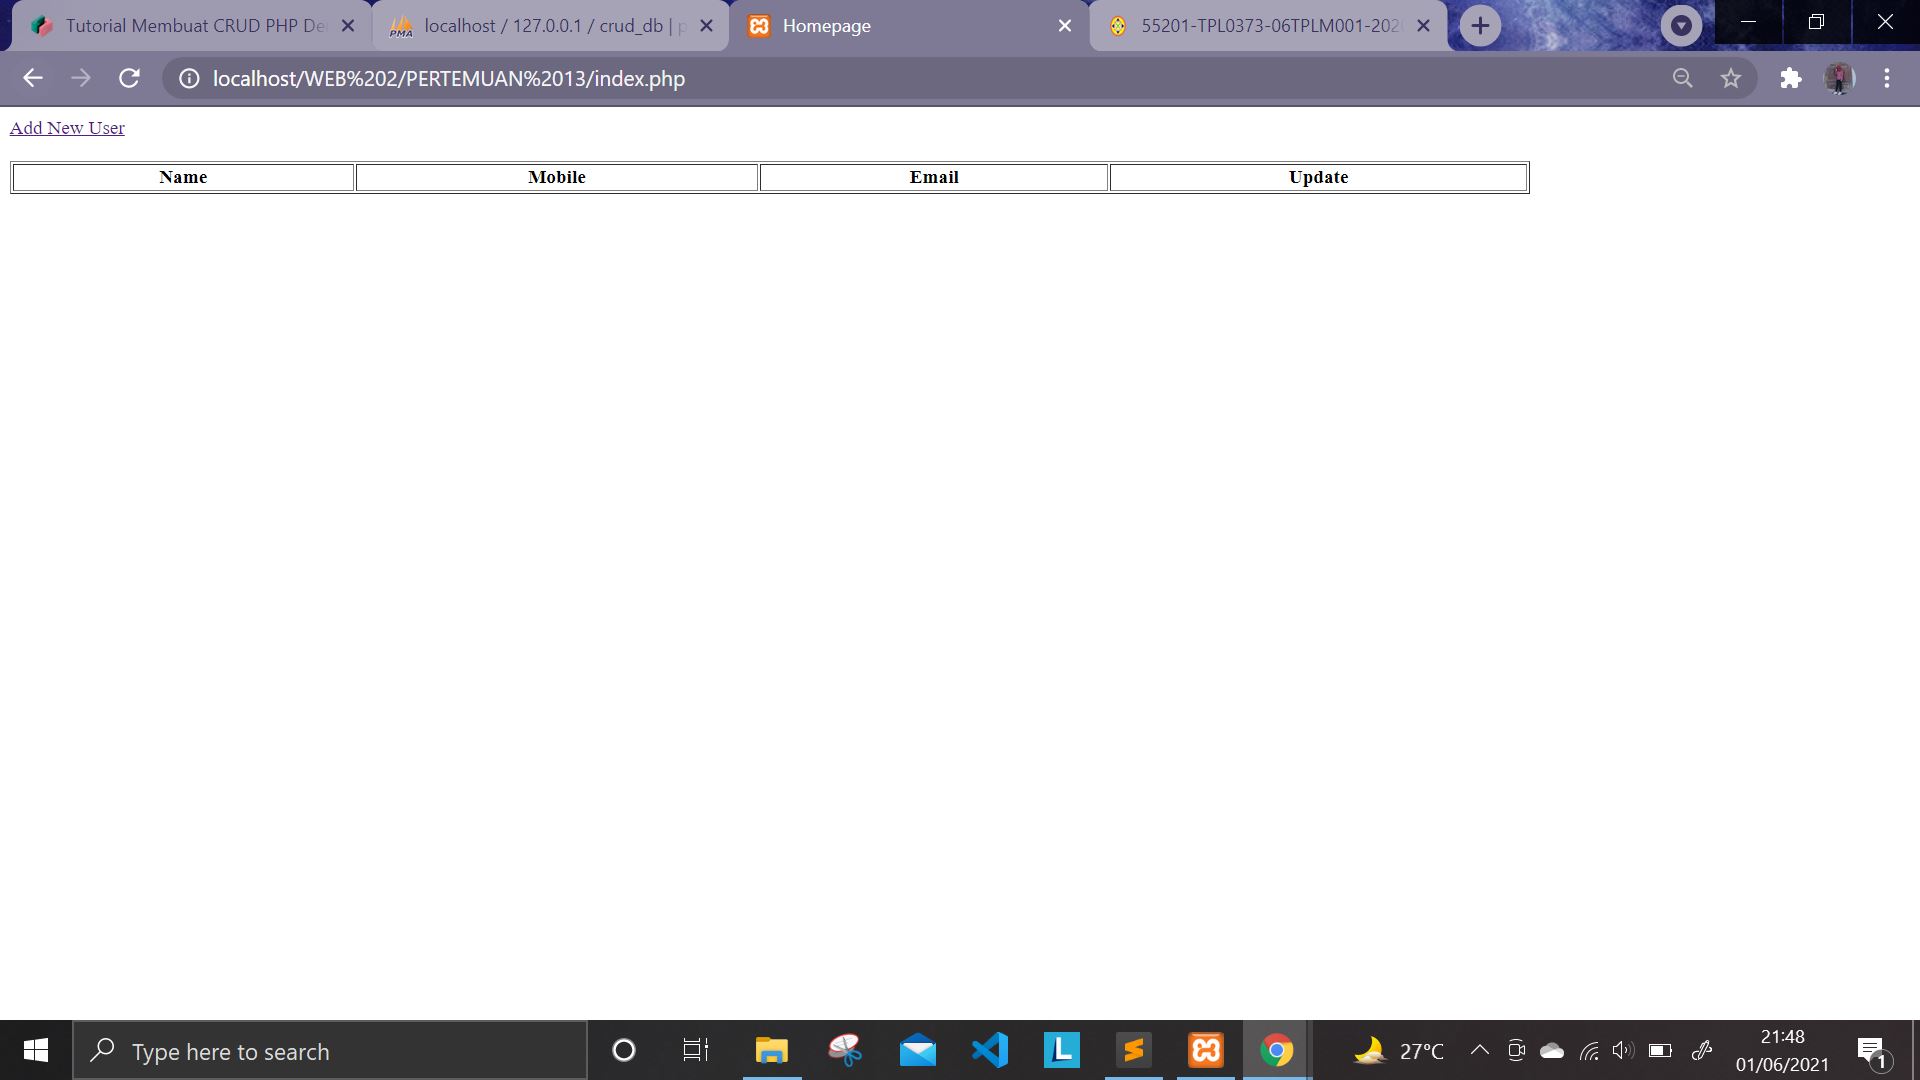 Tutorial Membuat CRUD PHP De
localhost / 127.0.0.1 / crud_db | p
Homepage
55201-TPL0373-06TPLM001-202
localhost/WEB%202/PERTEMUAN%2013/index.php
Add New User
Name Mobile Email Update
Type here to search
27°C
21:48
01/06/2021
1